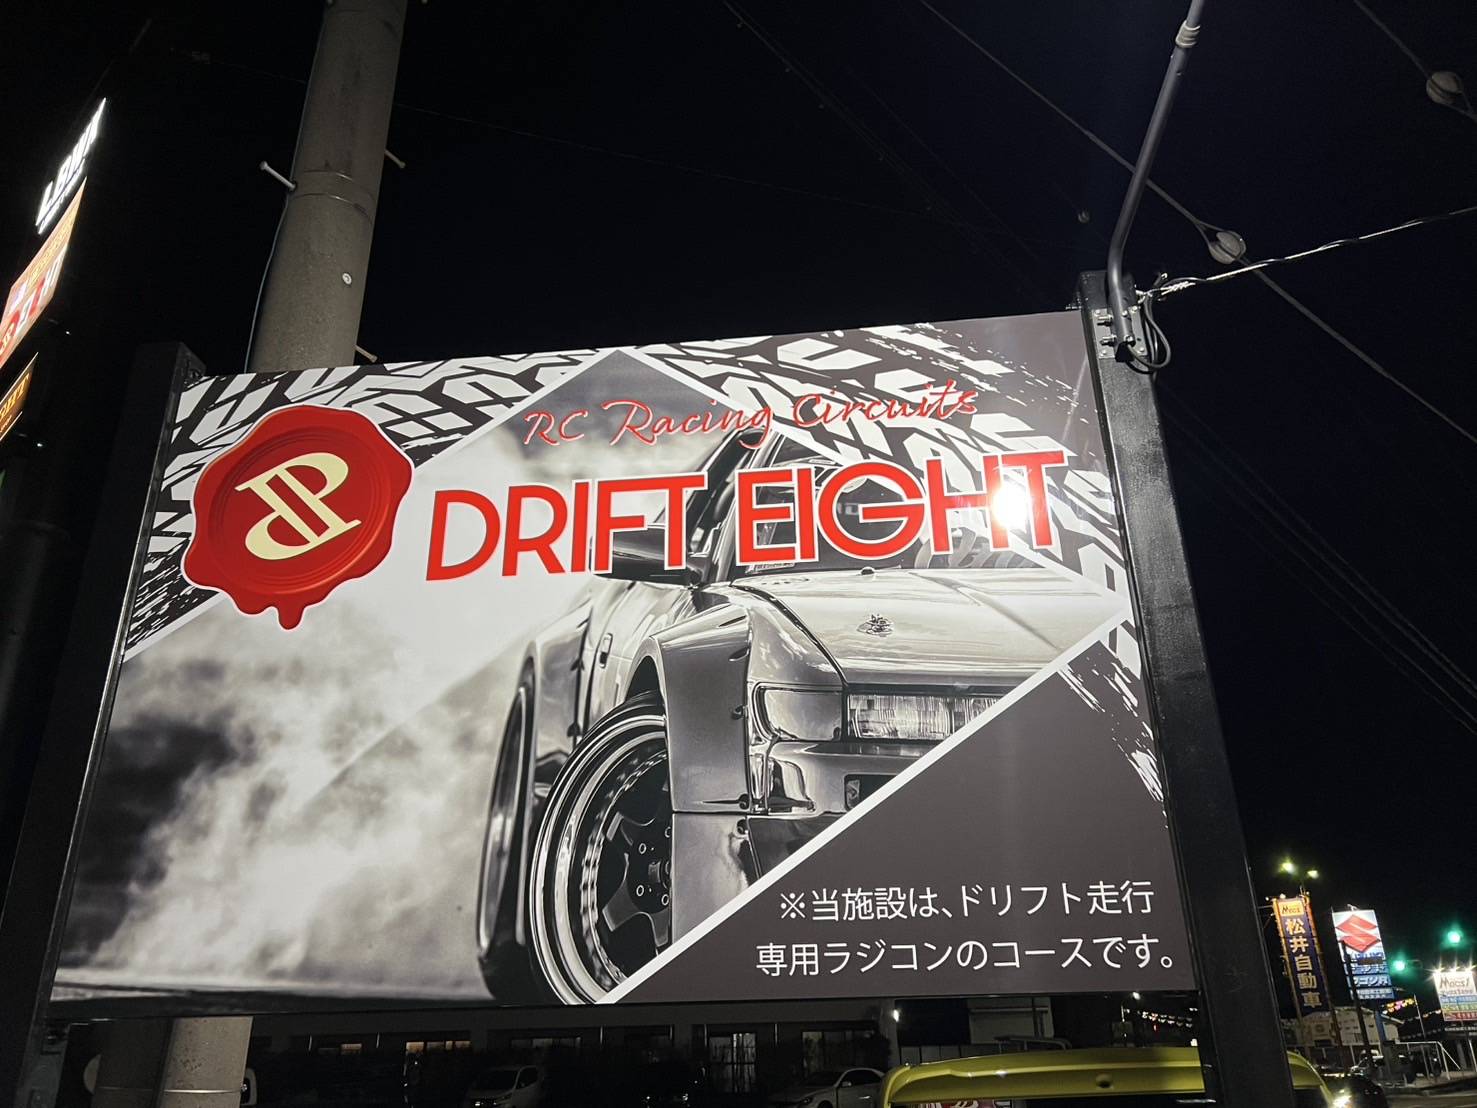 RC Racing Circuits
DRIFT EIGHT
※当施設は、ドリフト走行
専用ラジコンのコースです。
松井自動車